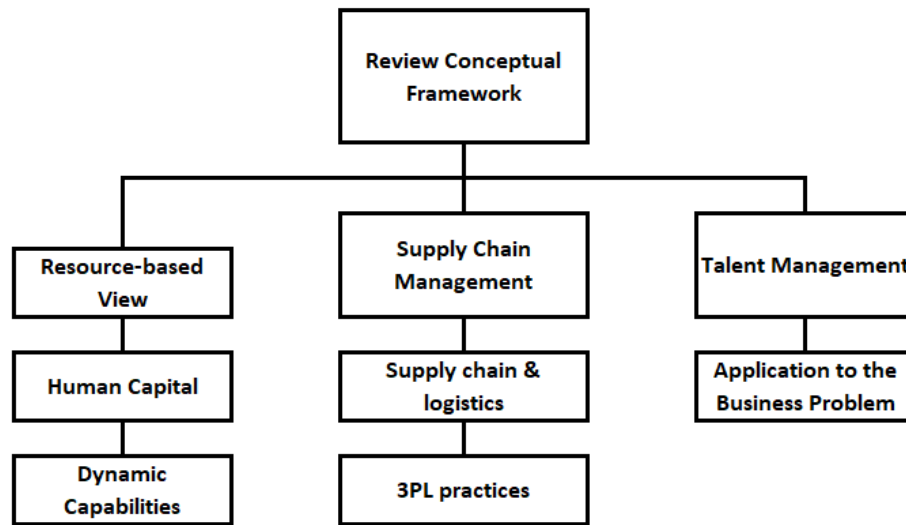 Review Conceptual
Framework
Resource-based
View
Supply Chain
Management
Talent Management
Human Capital
Supply chain &
logistics
Application to the
Business Problem
Dynamic
Capabilities
3PL practices